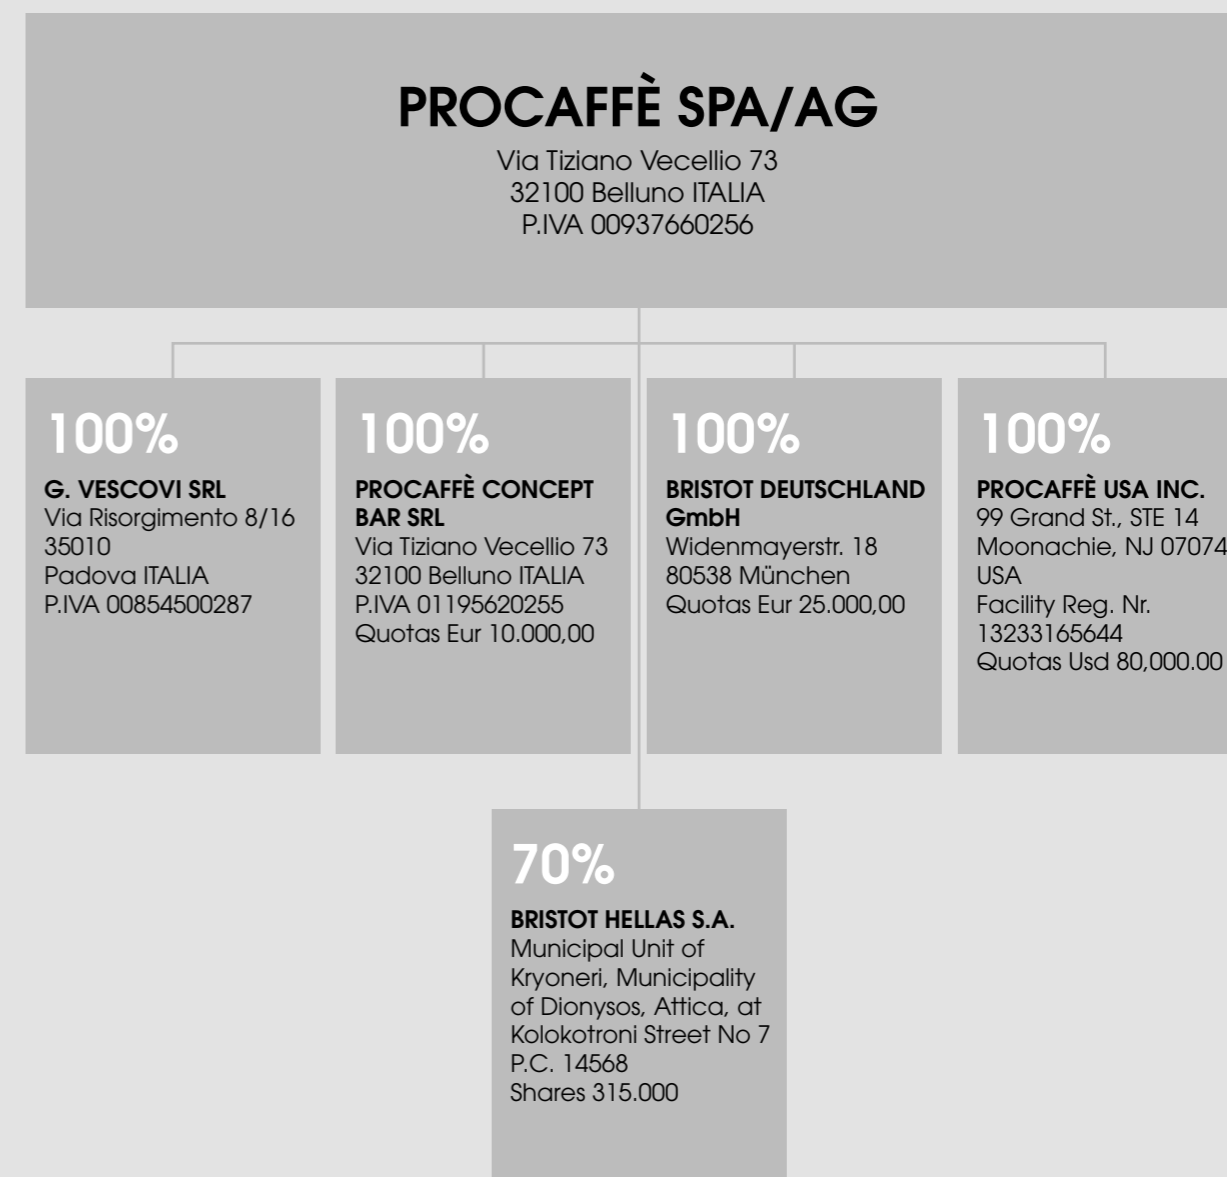 PROCAFFÈ SPA/AG
Via Tiziano Vecellio 73
32100 Belluno ITALIA
P.IVA 00937660256
100%
G. VESCOVI SRL
Via Risorgimento 8/16
35010
Padova ITALIA
P.IVA 00854500287
100%
PROCAFFÈ CONCEPT
BAR SRL
Via Tiziano Vecellio 73
32100 Belluno ITALIA
P.IVA 01195620255
Quotas Eur 10.000,00
100%
BRISTOT DEUTSCHLAND
GmbH
Widenmayerstr. 18
80538 München
Quotas Eur 25.000,00
100%
PROCAFFÈ USA INC.
99 Grand St., STE 14
Moonachie, NJ 07074
USA
Facility Reg. Nr.
13233165644
Quotas Usd 80,000.00
70%
BRISTOT HELLAS S.A.
Municipal Unit of
Kryoneri, Municipality
of Dionysos, Attica, at
Kolokotroni Street No 7
P.C. 14568
Shares 315.000